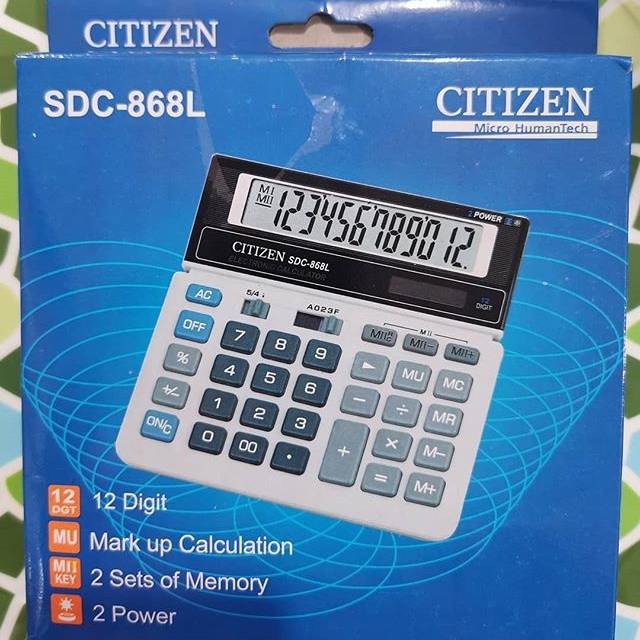 CITIZEN
SDC-868L
CITIZEN
Micro HumanTech
MI
MII
123456789012.
2 POWER
CITIZEN SDC-868L
ELECTRONIC CALCULATOR
12
DIGIT
AC
5/4
A023F
MII
OFF
7 8 9
MII− MII+
%
4 5 6
► MU MC
+/−
1 2 3
− ÷ MR
ON/C
0 00 .
+ × M−
= M+
12
DGT
12 Digit
MU
Mark up Calculation
MII
KEY
2 Sets of Memory
2 Power